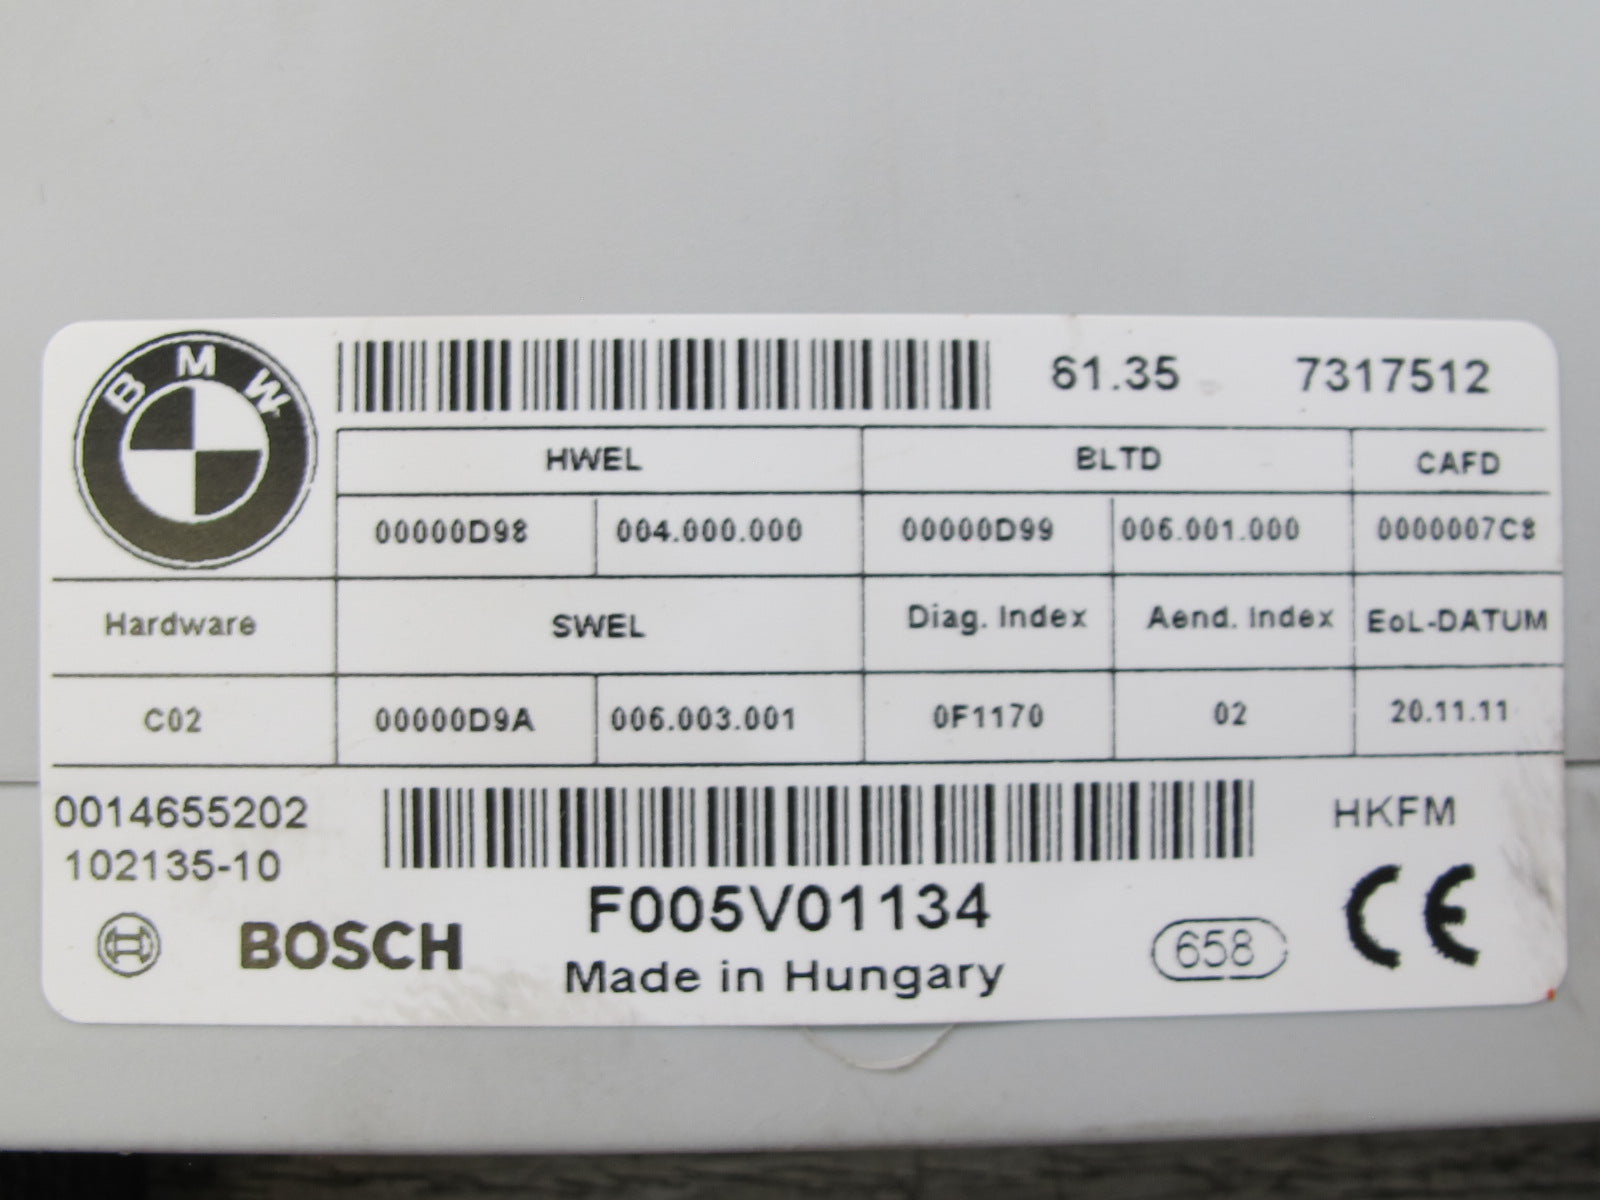 BMW
61.35 7317512
HWEL BLTD CAFD
00000D98 004.000.000 00000D99 006.001.000 0000007C8
Hardware SWEL Diag. Index Aend. Index EoL-DATUM
C02 00000D9A 006.003.001 0F1170 02 20.11.11
0014655202 HKFM
102135-10
F005V01134
BOSCH Made in Hungary 658 CE